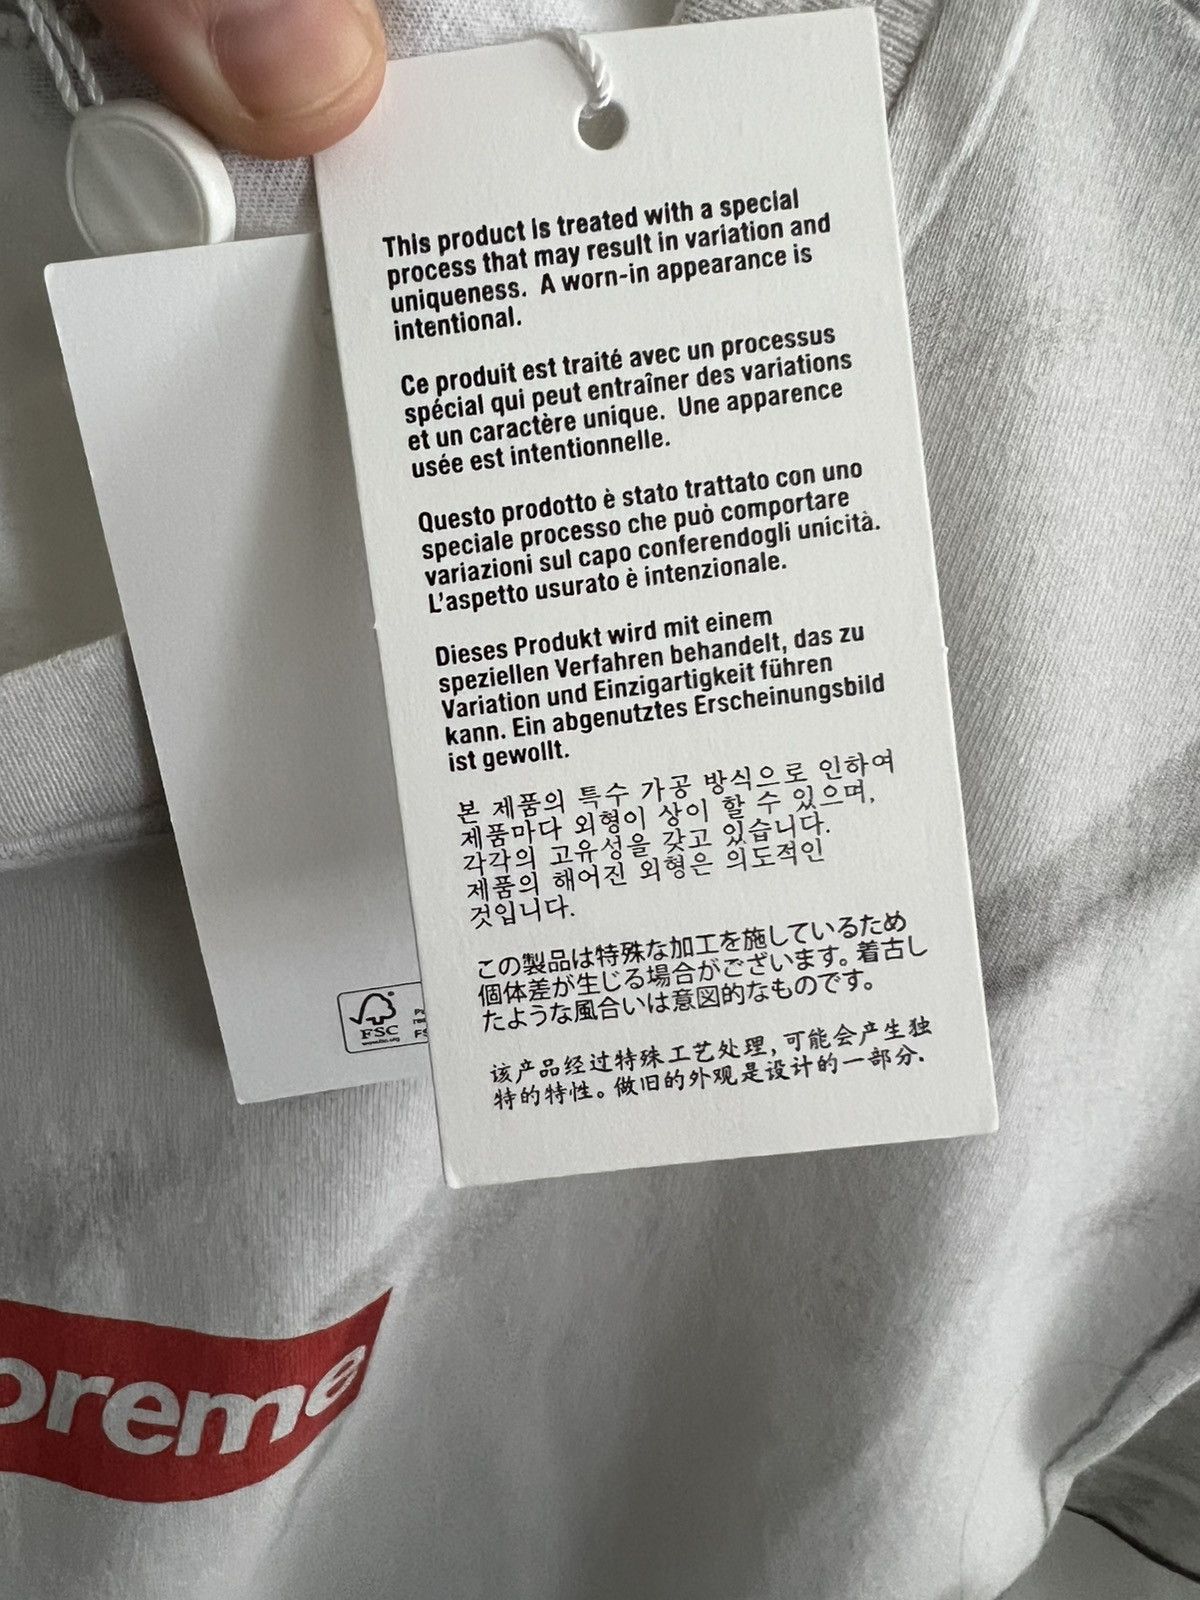 This product is treated with a special
process that may result in variation and
uniqueness. A worn-in appearance is
intentional.
Ce produit est traité avec un processus
spécial qui peut entraîner des variations
et un caractère unique. Une apparence
usée est intentionnelle.
Questo prodotto è stato trattato con uno
speciale processo che può comportare
variazioni sul capo conferendogli unicità.
L'aspetto usurato è intenzionale.
Dieses Produkt wird mit einem
speziellen Verfahren behandelt, das zu
Variation und Einzigartigkeit führen
kann. Ein abgenutztes Erscheinungsbild
ist gewollt.
본 제품의 특수 가공 방식으로 인하여
제품마다 외형이 상이 할 수 있으며,
각각의 고유성을 갖고 있습니다.
제품의 해어진 외형은 의도적인
것입니다.
この製品は特殊な加工を施しているため
個体差が生じる場合がございます。着古し
たような風合いは意図的なものです。
该产品经过特殊工艺处理,可能会产生独
特的特性。做旧的外观是设计的一部分.
FSC
www.fsc.org
preme